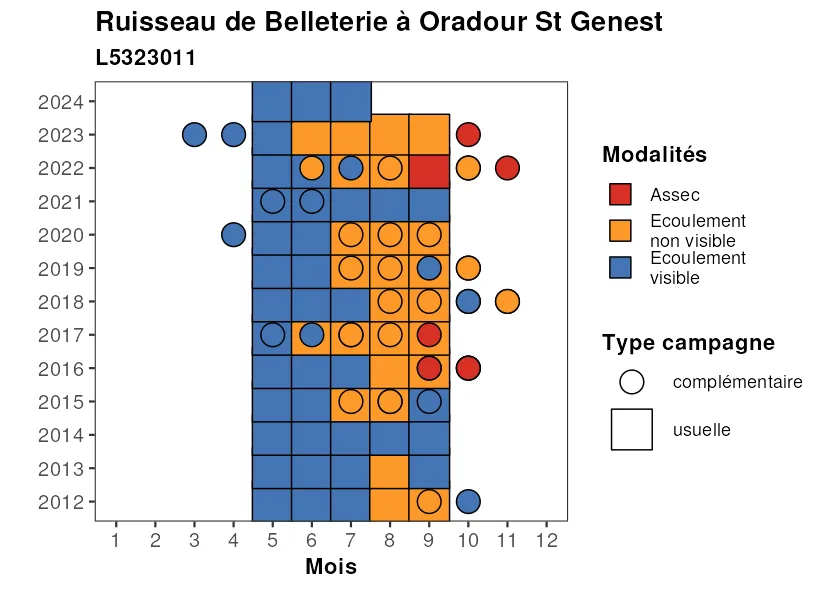 Ruisseau de Belleterie à Oradour St Genest
L5323011
2024
2023
2022
2021
2020
2019
2018
2017
2016
2015
2014
2013
2012
1 2 3 4 5 6 7 8 9 10 11 12
Mois
Modalités
Assec
Ecoulement
non visible
Ecoulement
visible
Type campagne
complémentaire
usuelle